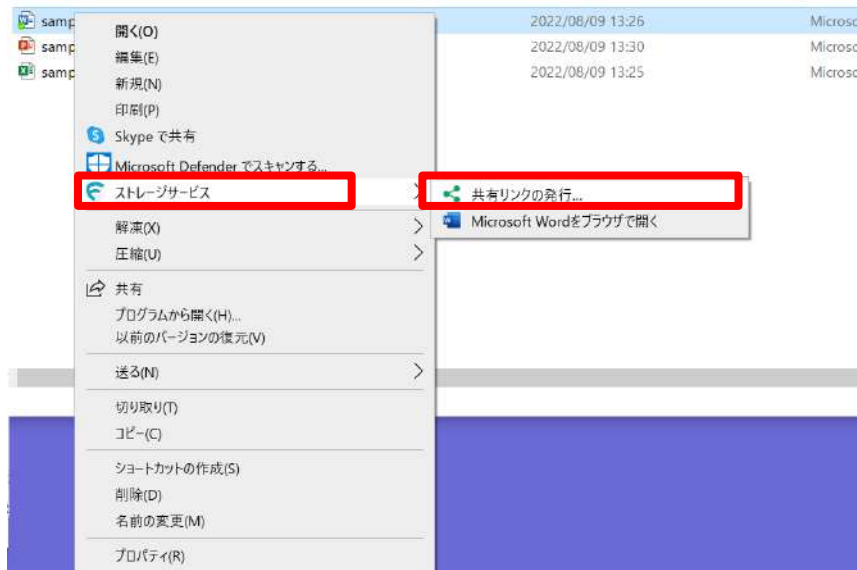 samp 2022/08/09 13:26 Microso
samp 2022/08/09 13:30 Microso
samp 2022/08/09 13:25 Microso
開く(O)
編集(E)
新規(N)
印刷(P)
Skype で共有
Microsoft Defender でスキャンする...
ストレージサービス
共有リンクの発行...
Microsoft Wordをブラウザで開く
解凍(X)
圧縮(U)
共有
プログラムから開く(H)...
以前のバージョンの復元(V)
送る(N)
切り取り(T)
コピー(C)
ショートカットの作成(S)
削除(D)
名前の変更(M)
プロパティ(R)